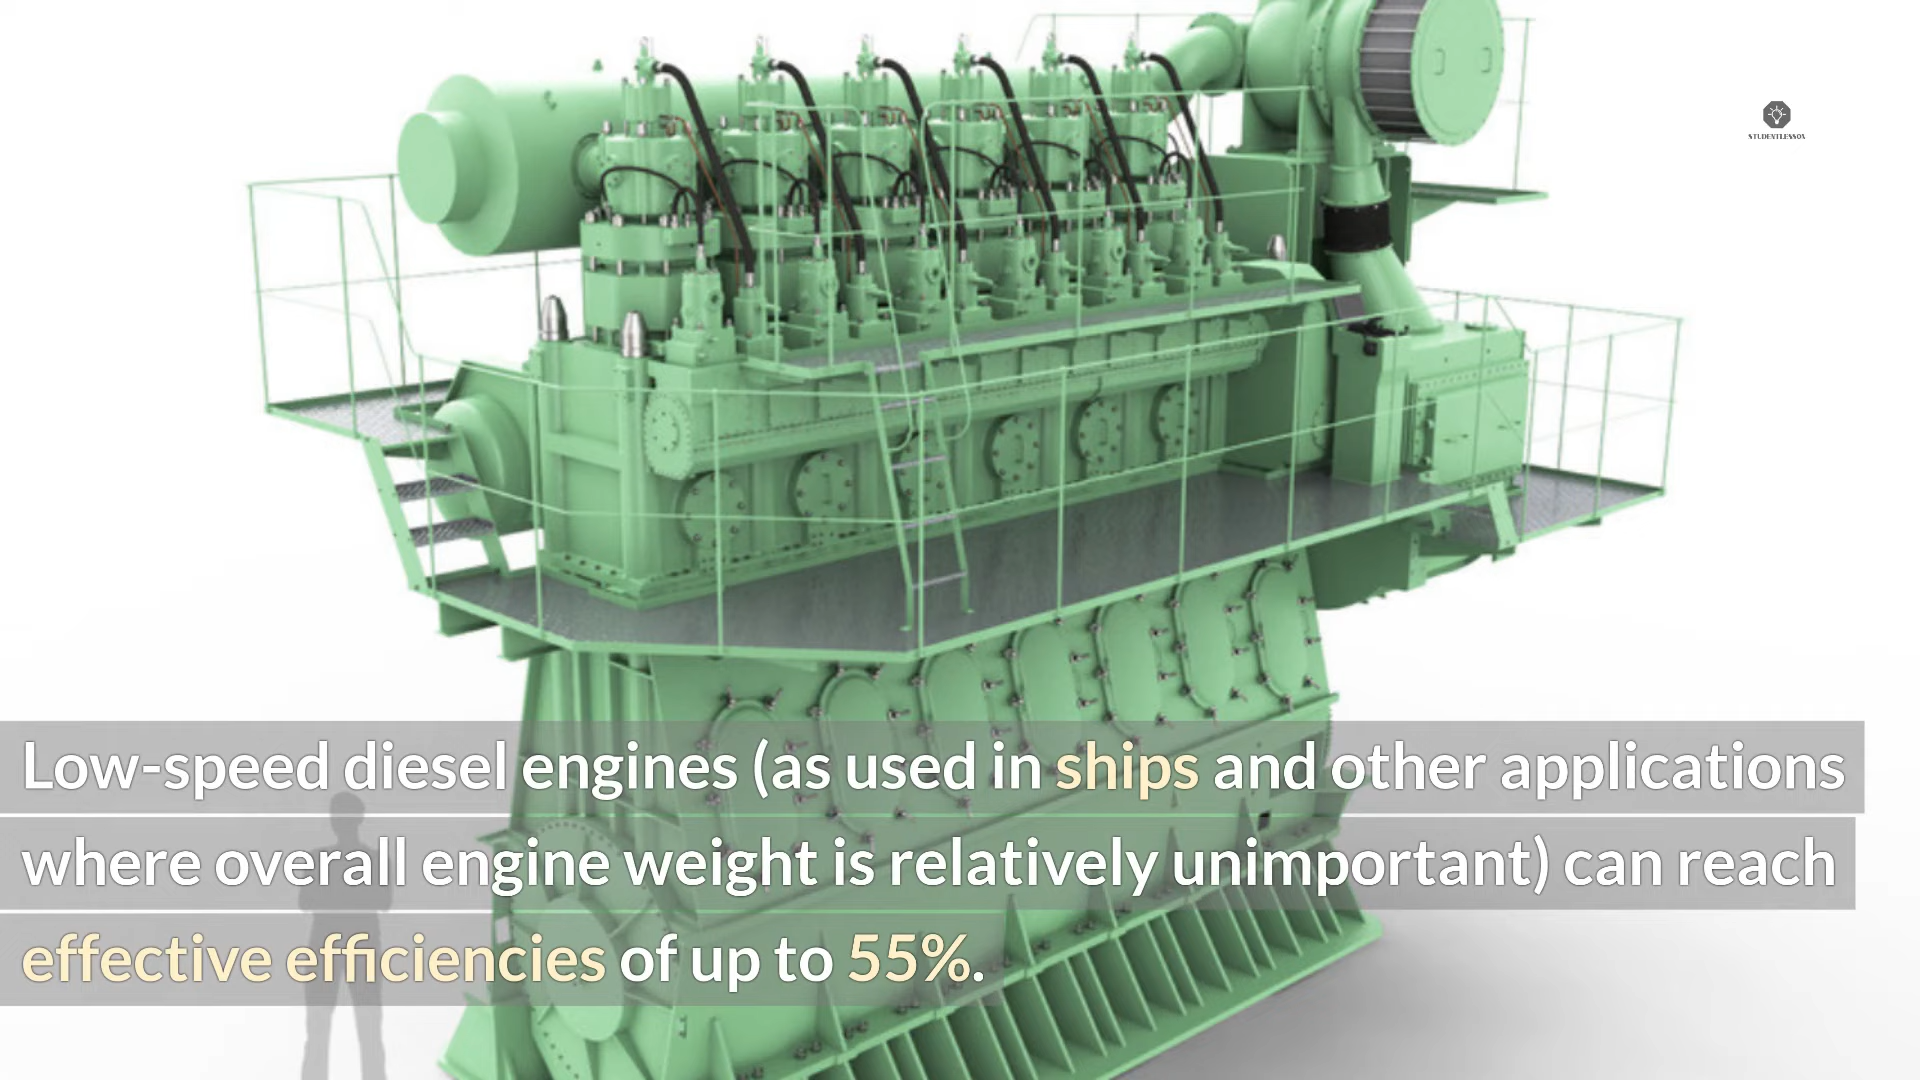 STUDENTLESSON
Low-speed diesel engines (as used in ships and other applications
where overall engine weight is relatively unimportant) can reach
effective efficiencies of up to 55%.